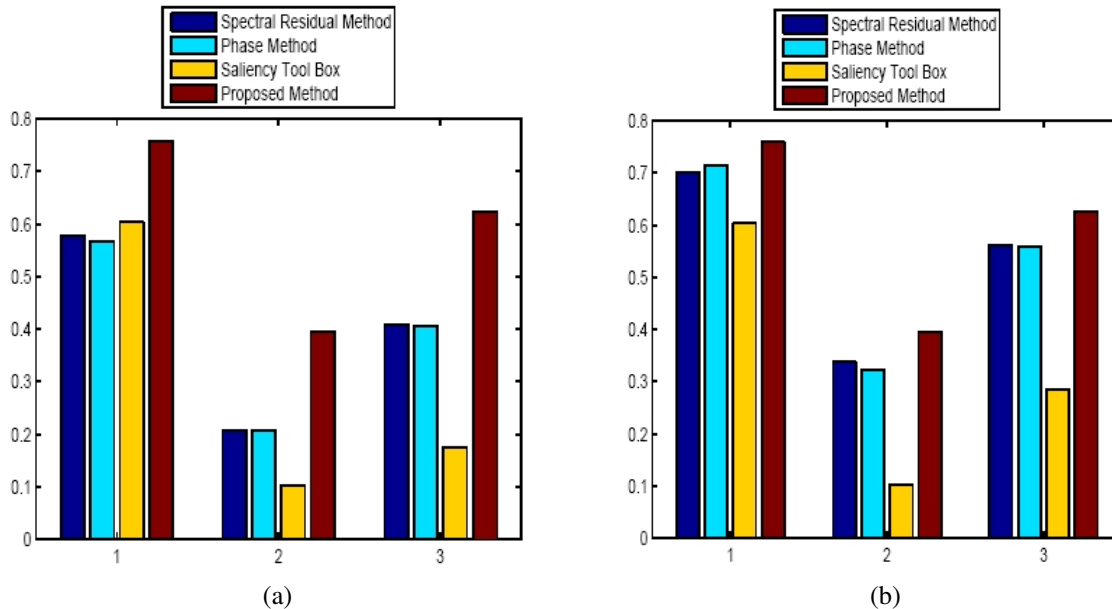 Spectral Residual Method
Phase Method
Saliency Tool Box
Proposed Method
0.8
0.7
0.6
0.5
0.4
0.3
0.2
0.1
0
1
2
3
(a)
Spectral Residual Method
Phase Method
Saliency Tool Box
Proposed Method
0.8
0.7
0.6
0.5
0.4
0.3
0.2
0.1
0
1
2
3
(b)